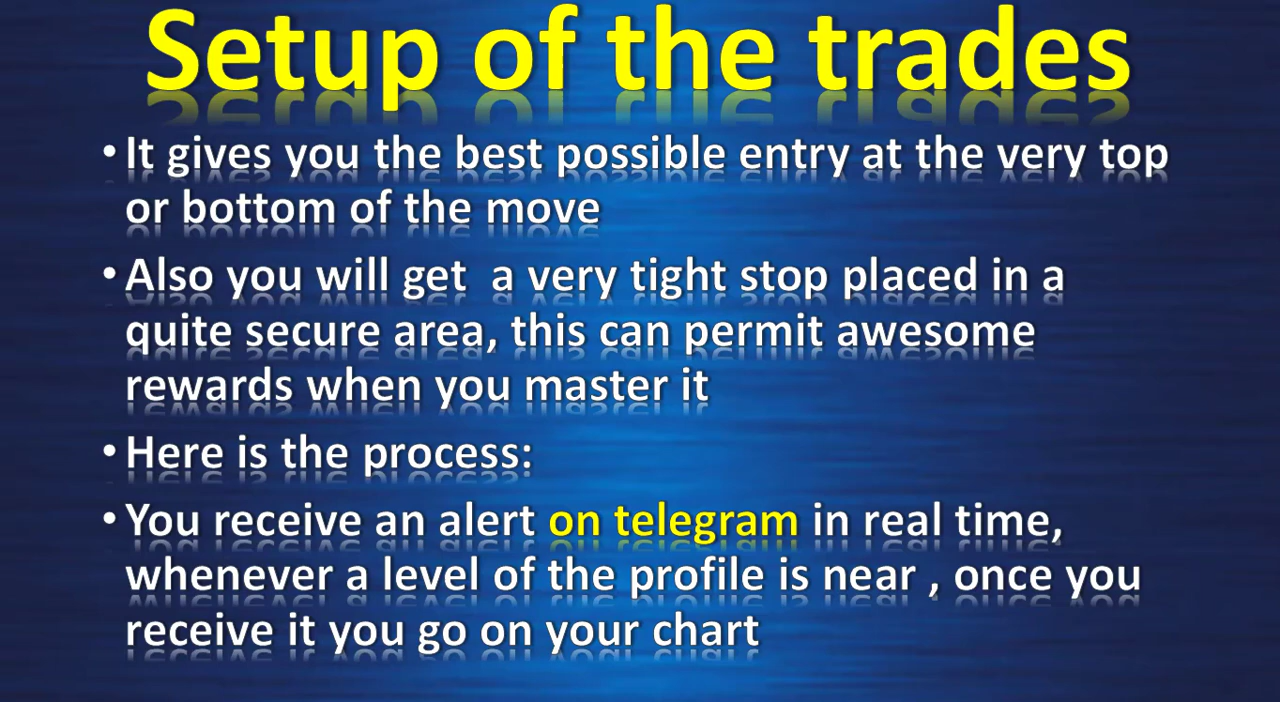 Setup of the trades
• It gives you the best possible entry at the very top
or bottom of the move
• Also you will get  a very tight stop placed in a
quite secure area, this can permit awesome
rewards when you master it
• Here is the process:
• You receive an alert on telegram in real time,
whenever a level of the profile is near , once you
receive it you go on your chart